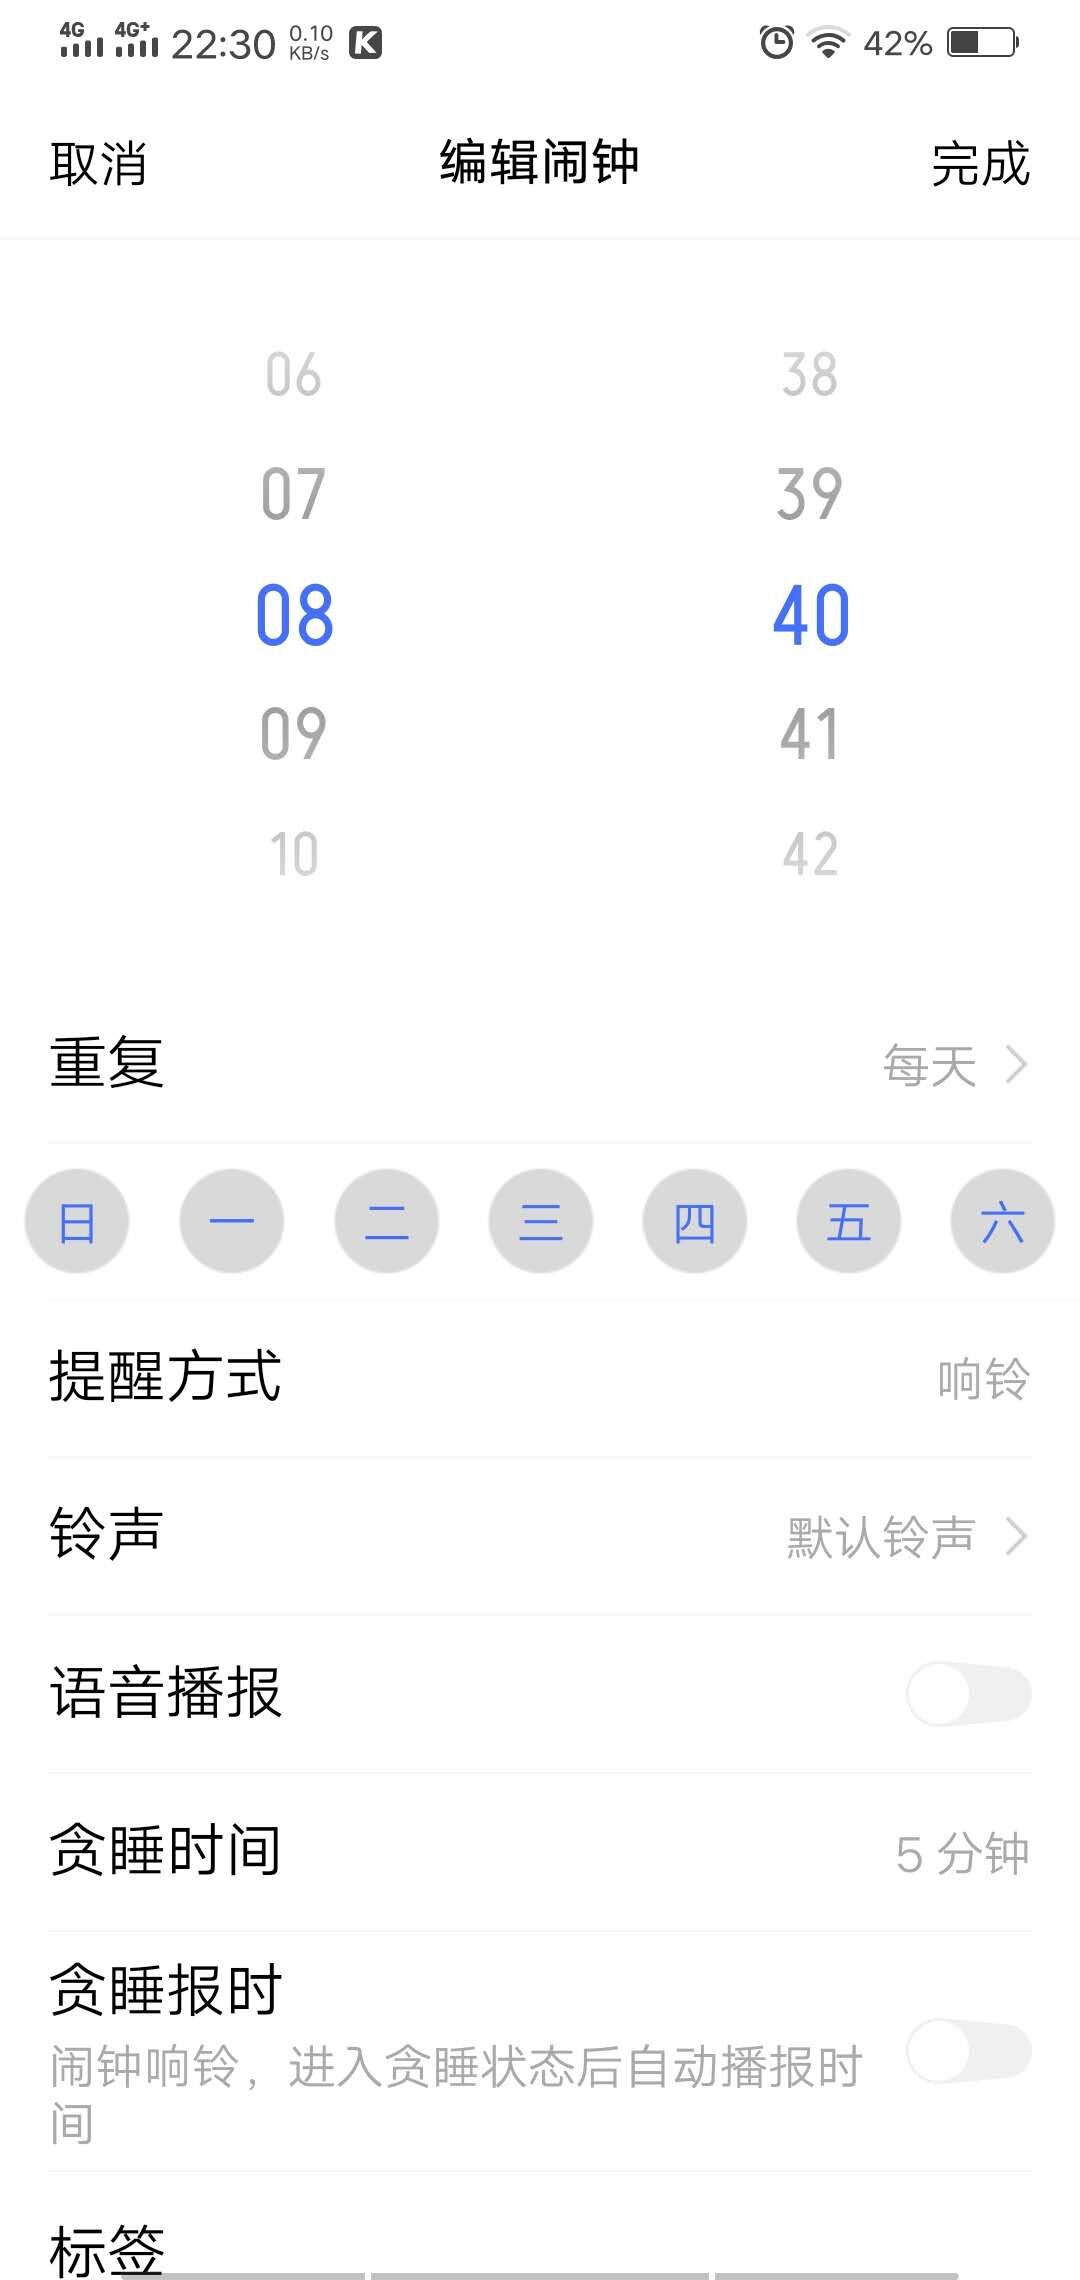 4G 4G+ 22:30 0.10 KB/s K 42%
取消 编辑闹钟 完成
06 38
07 39
08 40
09 41
10 42
重复 每天
日 一 二 三 四 五 六
提醒方式 响铃
铃声 默认铃声
语音播报
贪睡时间 5 分钟
贪睡报时
闹钟响铃，进入贪睡状态后自动播报时
间
标签